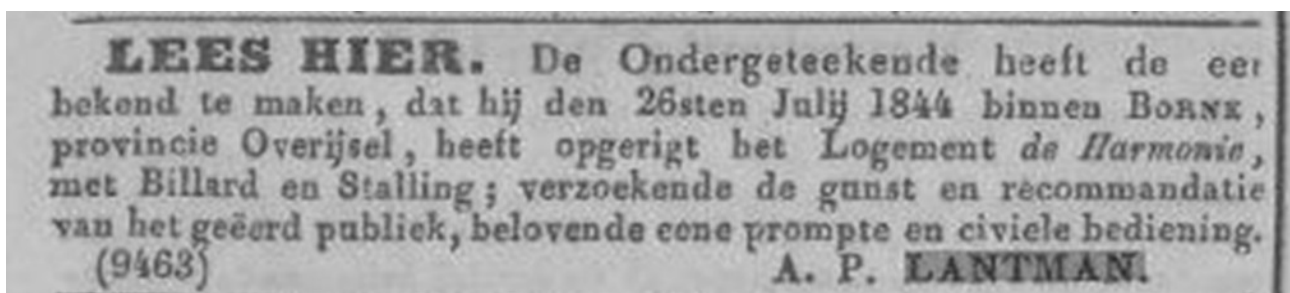 LEES HIER. De Ondergeteekende heeft de eer
bekend te maken, dat hij den 26sten Julij 1844 binnen BORNE,
provincie Overijsel, heeft opgerigt het Logement de Harmonie,
met Billard en Stalling; verzoekende de gunst en recommandatie
van het geëerd publiek, belovende eene prompte en civiele bediening.
(9463) A. P. LANTMAN.